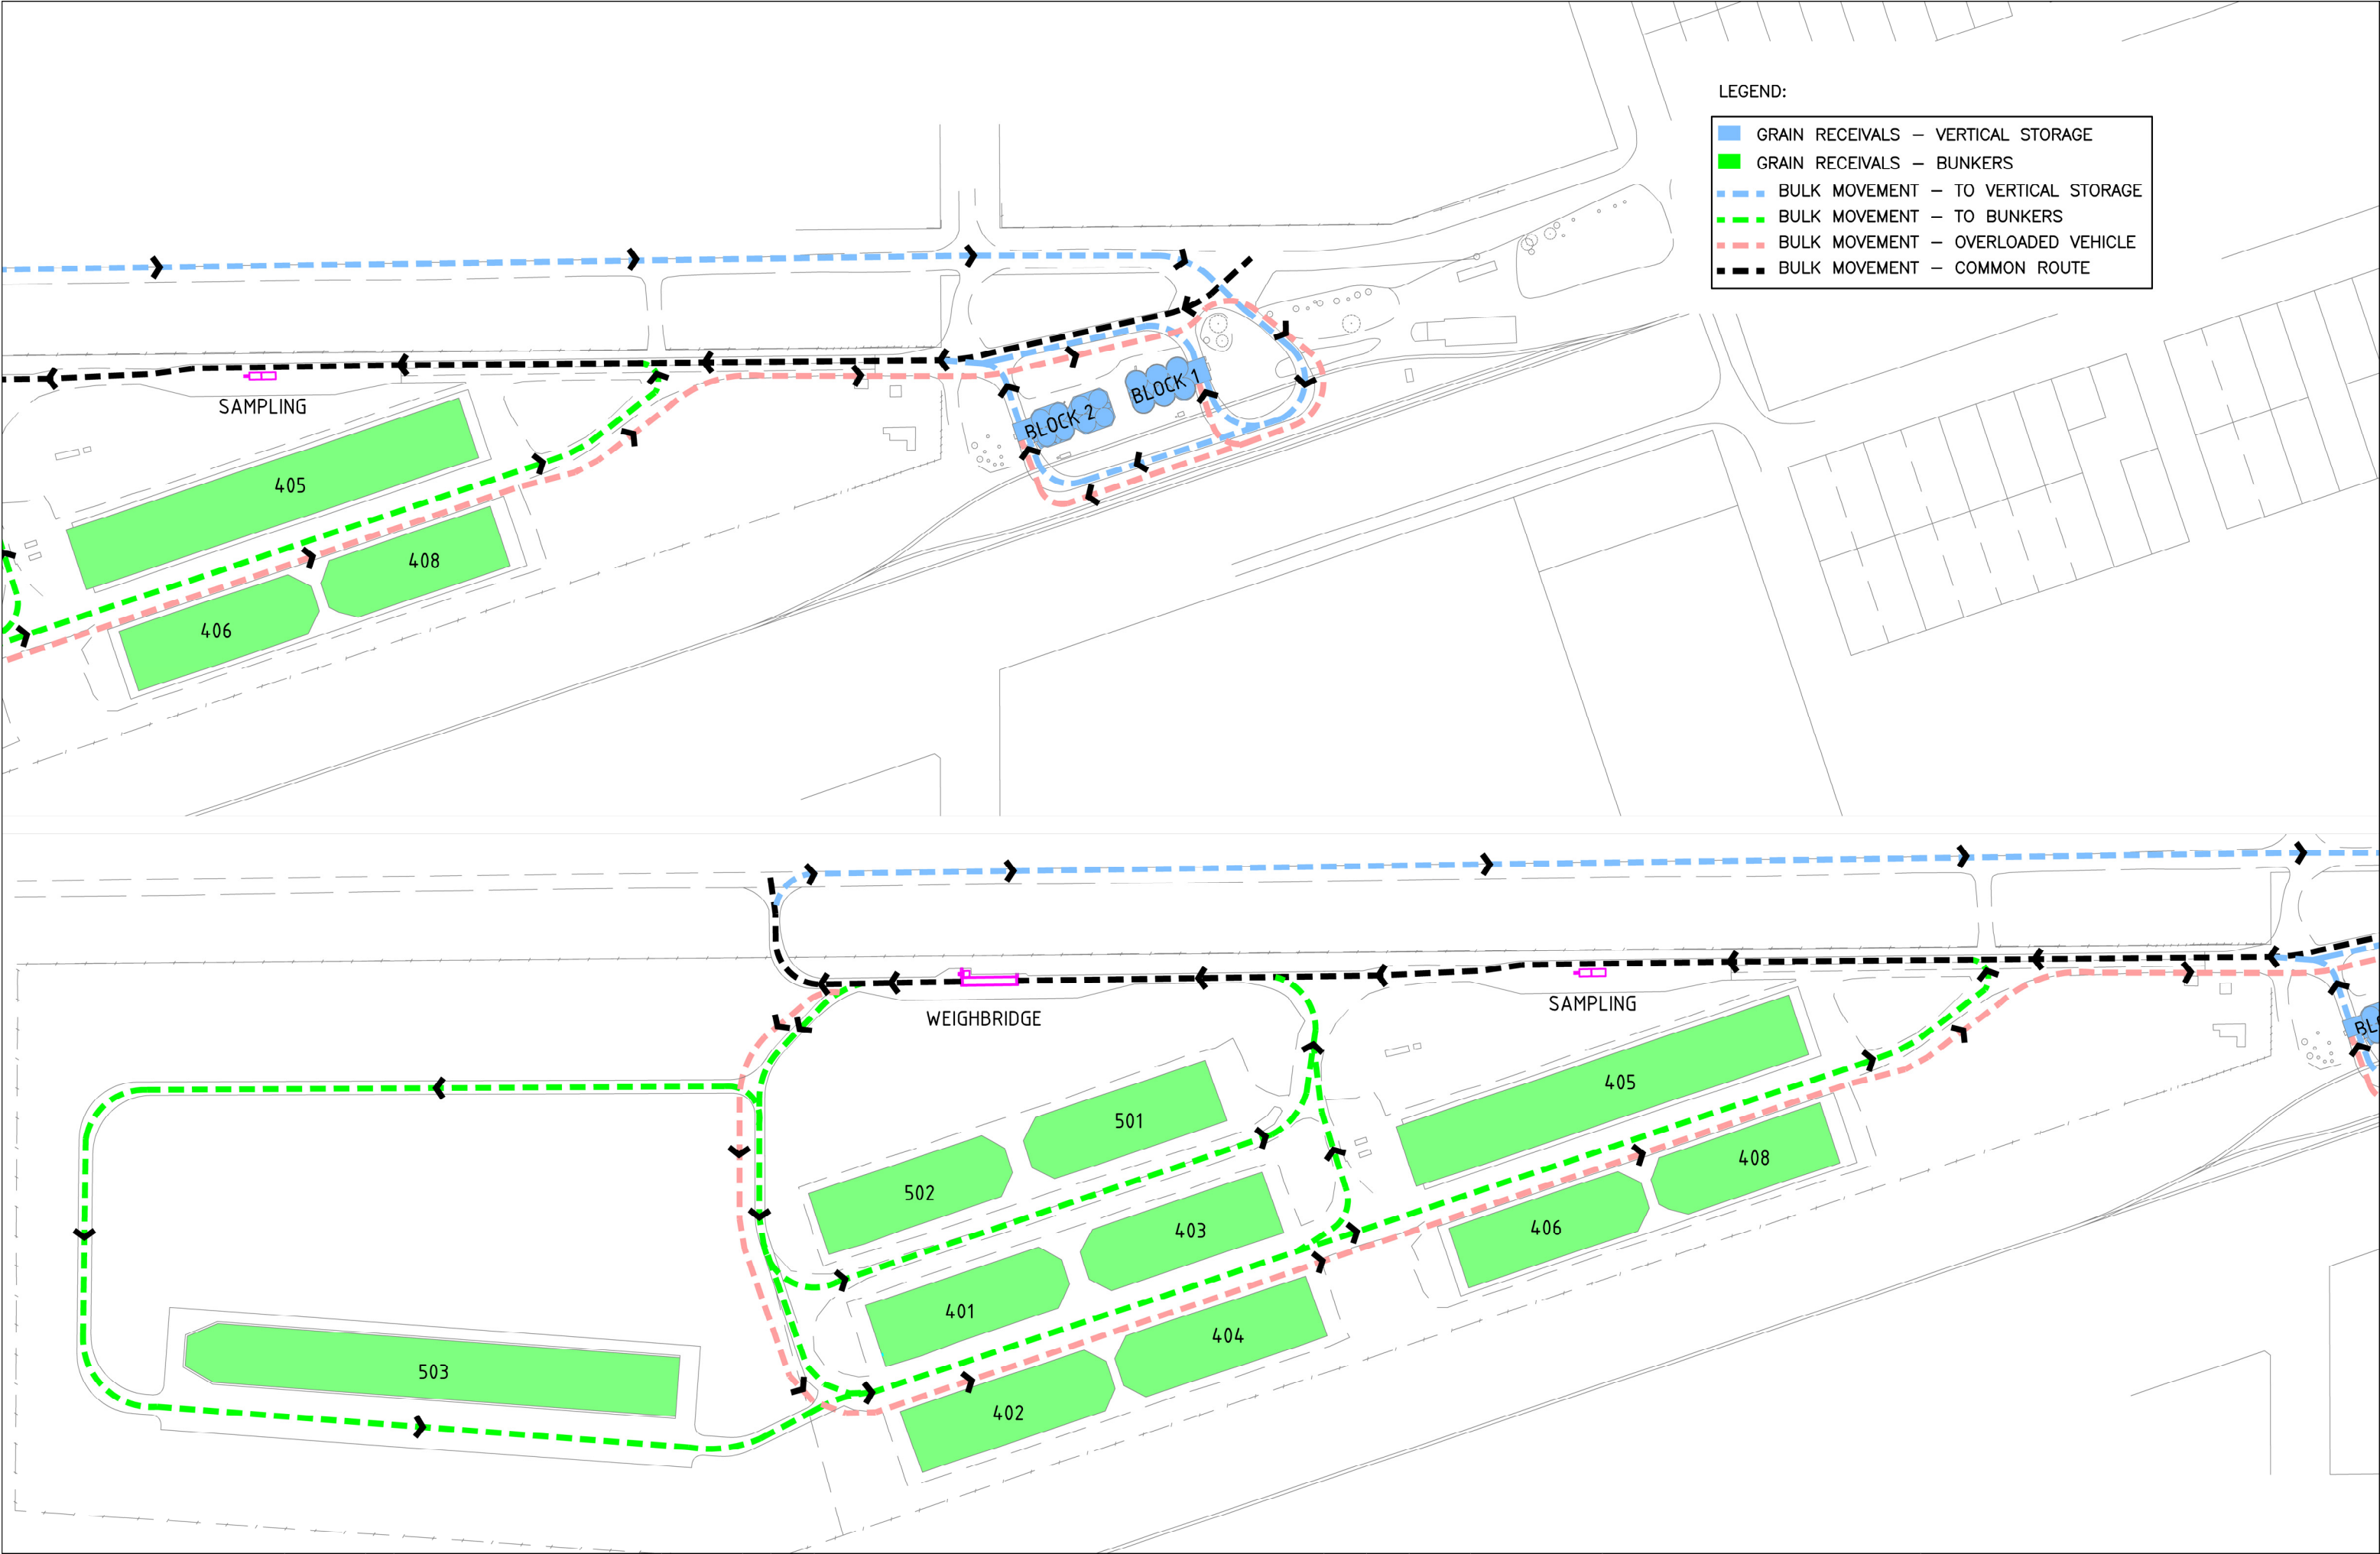 LEGEND:
GRAIN RECEIVALS – VERTICAL STORAGE
GRAIN RECEIVALS – BUNKERS
BULK MOVEMENT – TO VERTICAL STORAGE
BULK MOVEMENT – TO BUNKERS
BULK MOVEMENT – OVERLOADED VEHICLE
BULK MOVEMENT – COMMON ROUTE
SAMPLING
BLOCK 1
BLOCK 2
405
408
406
WEIGHBRIDGE
SAMPLING
BLO
405
501
408
502
406
403
401
404
503
402